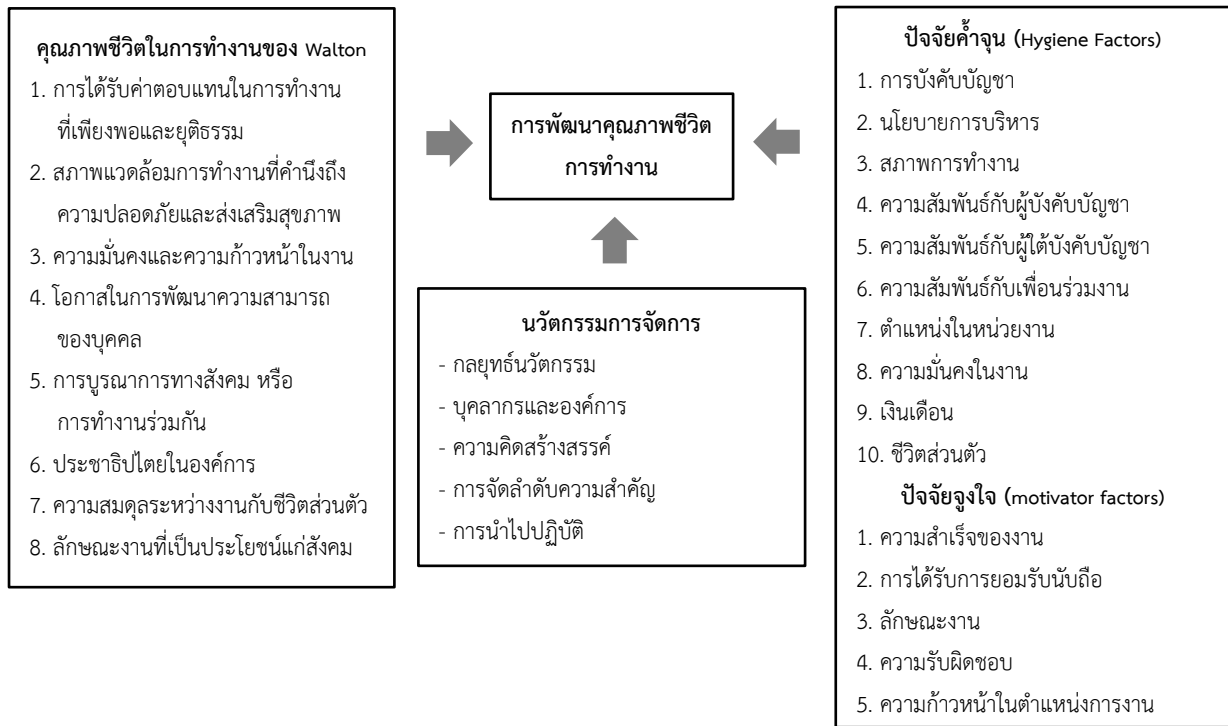 คุณภาพชีวิตในการทำงานของ Walton
1. การได้รับค่าตอบแทนในการทำงาน
ที่เพียงพอและยุติธรรม
2. สภาพแวดล้อมการทำงานที่คำนึงถึง
ความปลอดภัยและส่งเสริมสุขภาพ
3. ความมั่นคงและความก้าวหน้าในงาน
4. โอกาสในการพัฒนาความสามารถ
ของบุคคล
5. การบูรณาการทางสังคม หรือ
การทำงานร่วมกัน
6. ประชาธิปไตยในองค์การ
7. ความสมดุลระหว่างงานกับชีวิตส่วนตัว
8. ลักษณะงานที่เป็นประโยชน์แก่สังคม
การพัฒนาคุณภาพชีวิต
การทำงาน
นวัตกรรมการจัดการ
- กลยุทธ์นวัตกรรม
- บุคลากรและองค์การ
- ความคิดสร้างสรรค์
- การจัดลำดับความสำคัญ
- การนำไปปฏิบัติ
ปัจจัยค้ำจุน (Hygiene Factors)
1. การบังคับบัญชา
2. นโยบายการบริหาร
3. สภาพการทำงาน
4. ความสัมพันธ์กับผู้บังคับบัญชา
5. ความสัมพันธ์กับผู้ใต้บังคับบัญชา
6. ความสัมพันธ์กับเพื่อนร่วมงาน
7. ตำแหน่งในหน่วยงาน
8. ความมั่นคงในงาน
9. เงินเดือน
10. ชีวิตส่วนตัว
ปัจจัยจูงใจ (motivator factors)
1. ความสำเร็จของงาน
2. การได้รับการยอมรับนับถือ
3. ลักษณะงาน
4. ความรับผิดชอบ
5. ความก้าวหน้าในตำแหน่งการงาน